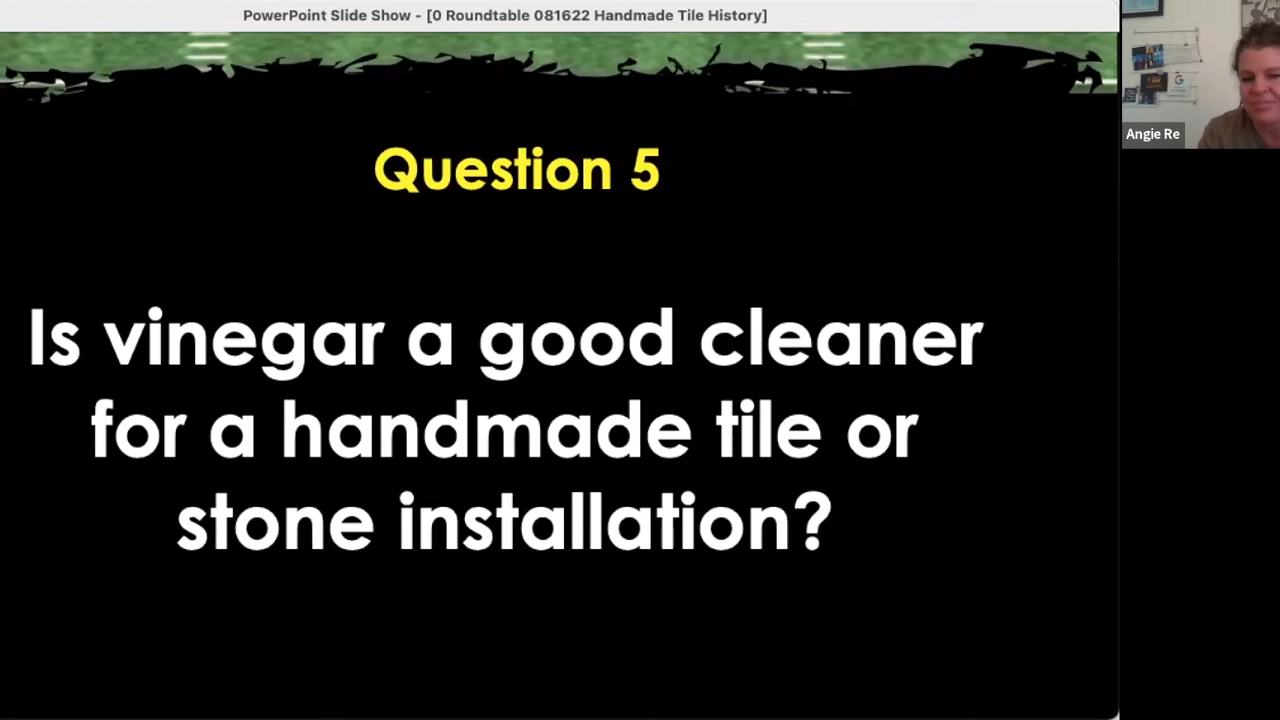 PowerPoint Slide Show - [0 Roundtable 081622 Handmade Tile History]
Angie Re
Question 5
Is vinegar a good cleaner
for a handmade tile or
stone installation?